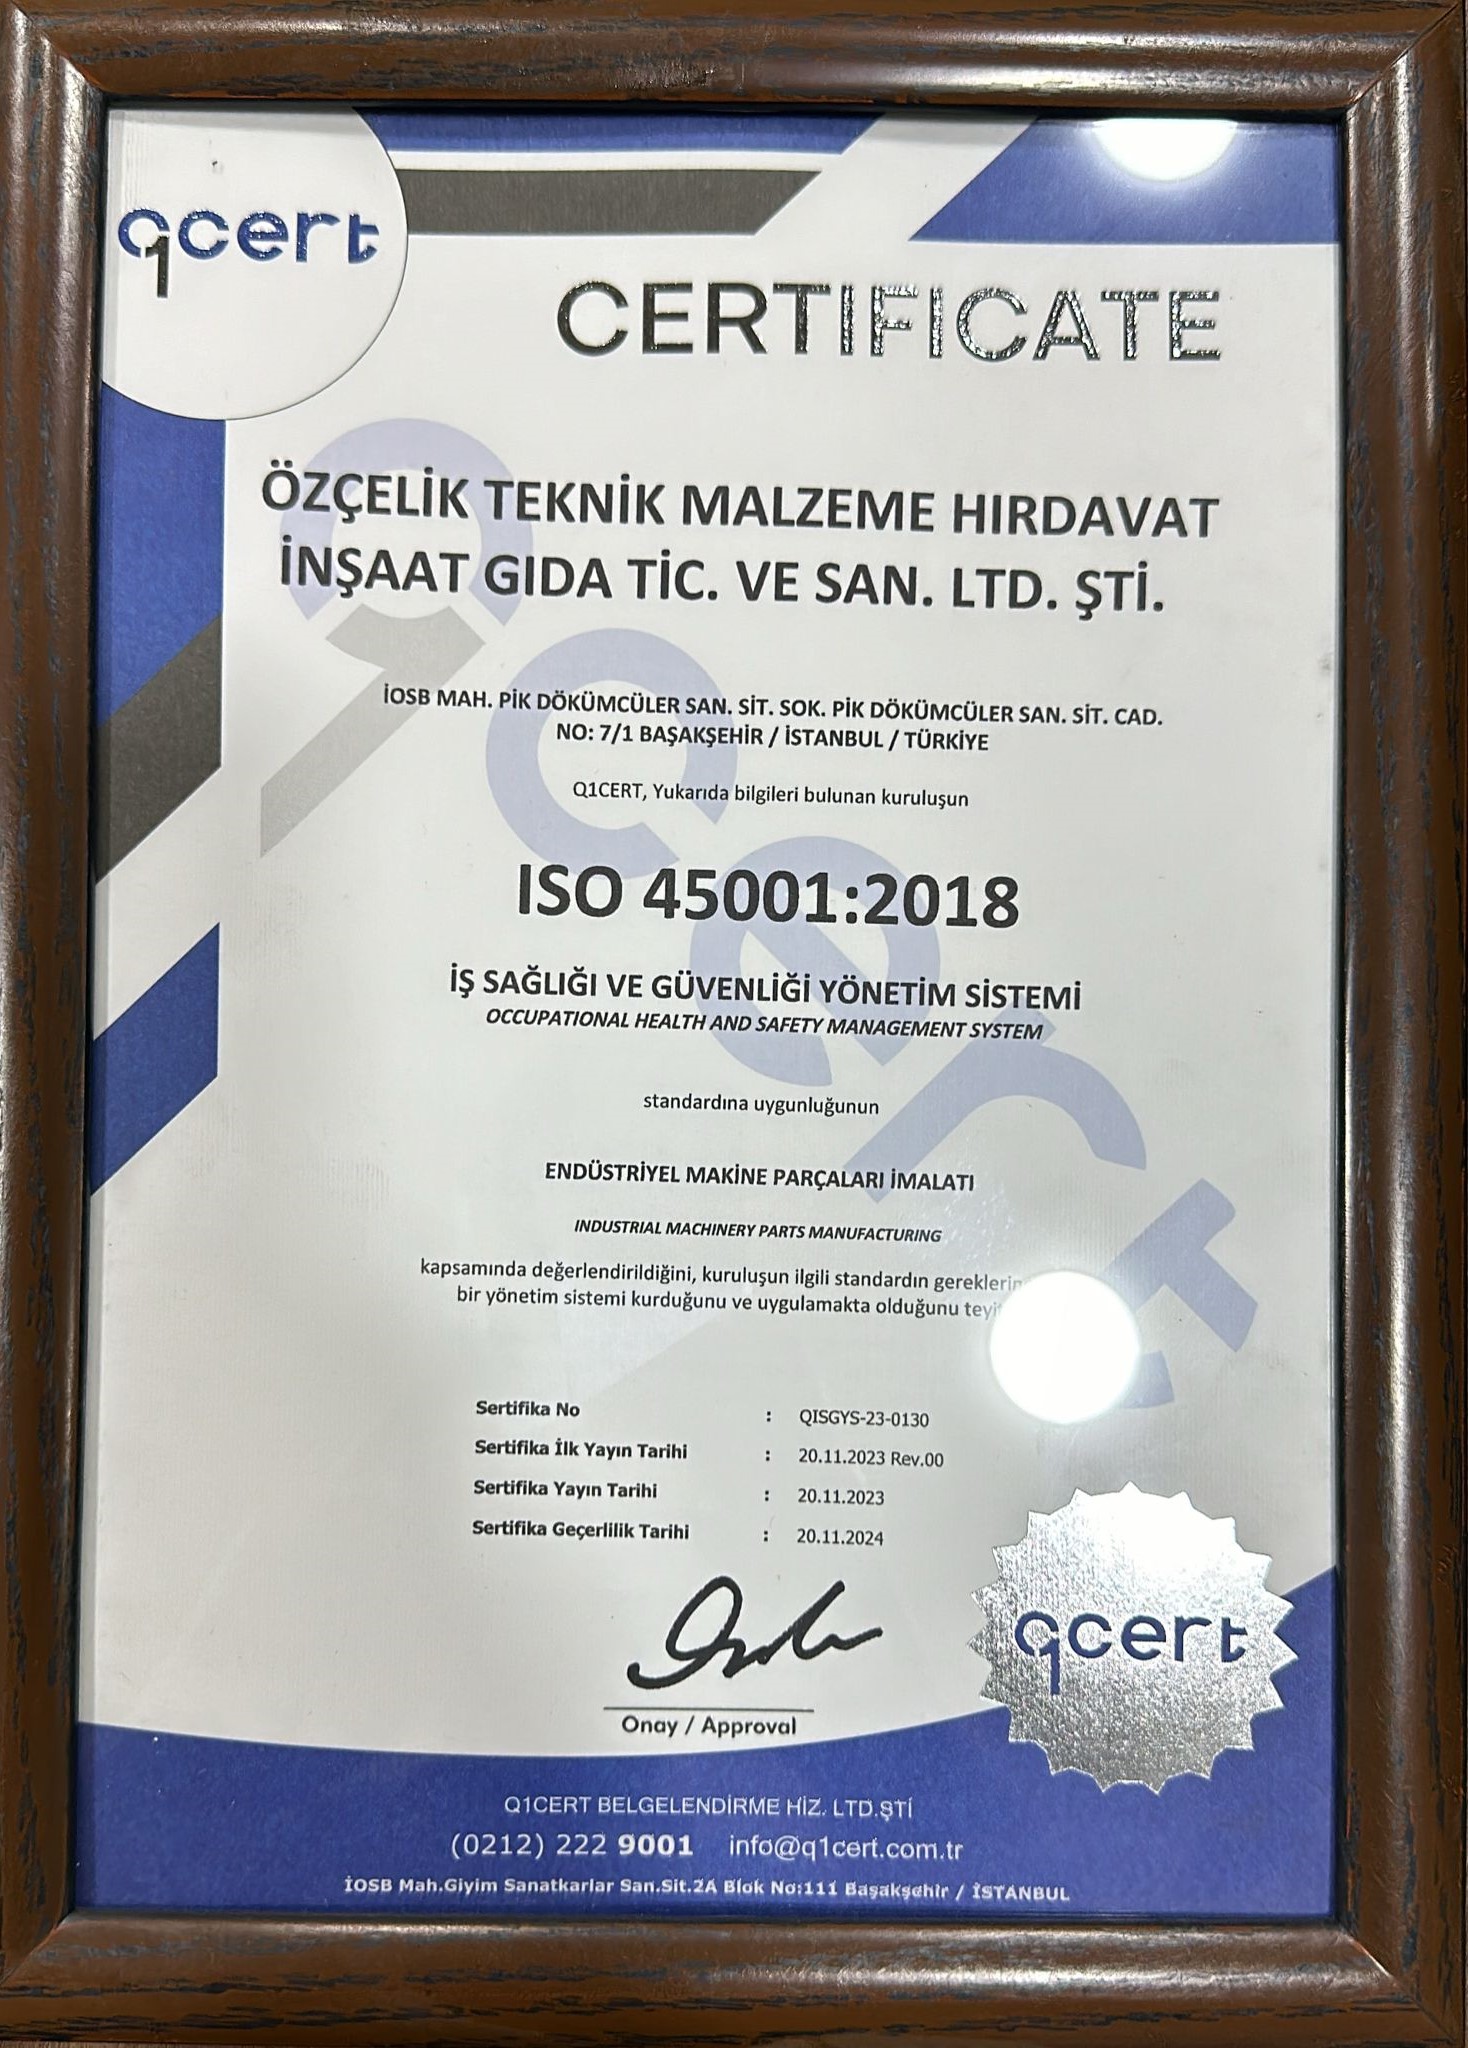 q1cert
CERTIFICATE
ÖZÇELİK TEKNİK MALZEME HIRDAVAT
İNŞAAT GIDA TİC. VE SAN. LTD. ŞTİ.
İOSB MAH. PİK DÖKÜMCÜLER SAN. SİT. SOK. PİK DÖKÜMCÜLER SAN. SİT. CAD.
NO: 7/1 BAŞAKŞEHİR / İSTANBUL / TÜRKİYE
Q1CERT, Yukarıda bilgileri bulunan kuruluşun
ISO 45001:2018
İŞ SAĞLIĞI VE GÜVENLİĞİ YÖNETİM SİSTEMİ
OCCUPATIONAL HEALTH AND SAFETY MANAGEMENT SYSTEM
standardına uygunluğunun
ENDÜSTRİYEL MAKİNE PARÇALARI İMALATI
INDUSTRIAL MACHINERY PARTS MANUFACTURING
kapsamında değerlendirildiğini, kuruluşun ilgili standardın
bir yönetim sistemi kurduğunu ve uygulamakta olduğunu
Sertifika No : QISGYS-23-0130
Sertifika İlk Yayın Tarihi : 20.11.2023 Rev.00
Sertifika Yayın Tarihi : 20.11.2023
Sertifika Geçerlilik Tarihi : 20.11.2024
Onay / Approval
q1cert
Q1CERT BELGELENDİRME HİZ. LTD.ŞTİ
(0212) 222 9001 info@q1cert.com.tr
İOSB Mah.Giyim Sanatkarlar San.Sit.2A Blok No:111 Başakşehir / İSTANBUL